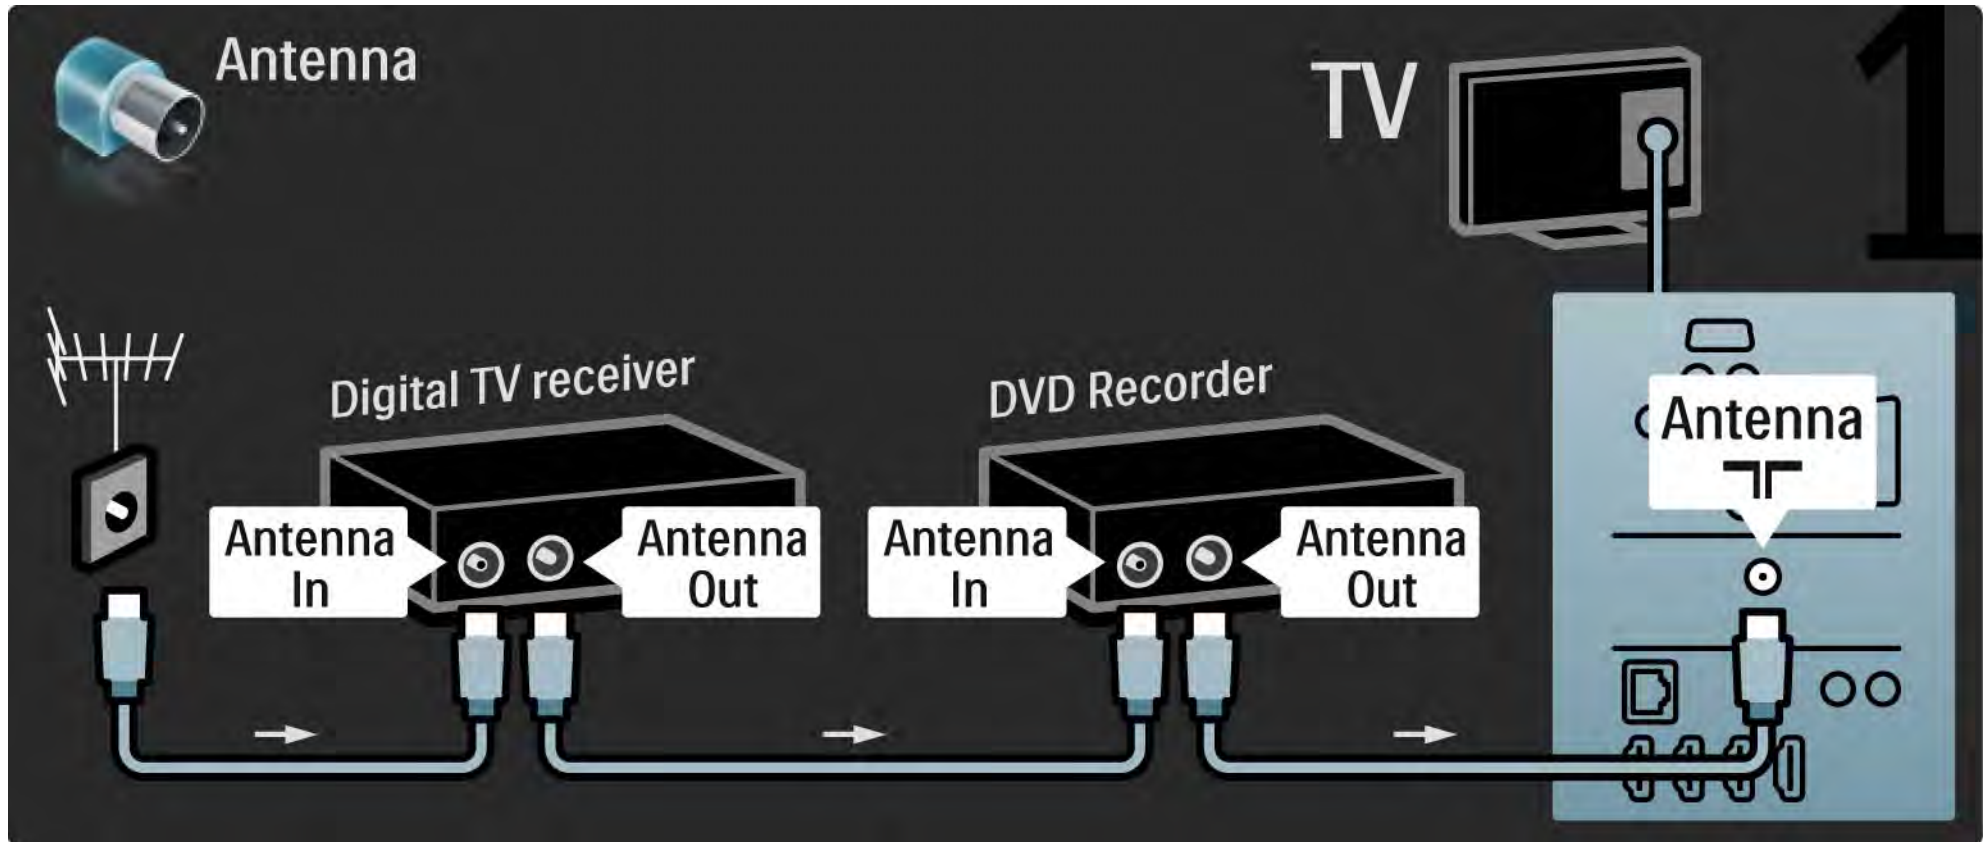 Antenna
TV
1
Digital TV receiver
DVD Recorder
Antenna
Antenna
In
Antenna
Out
Antenna
In
Antenna
Out